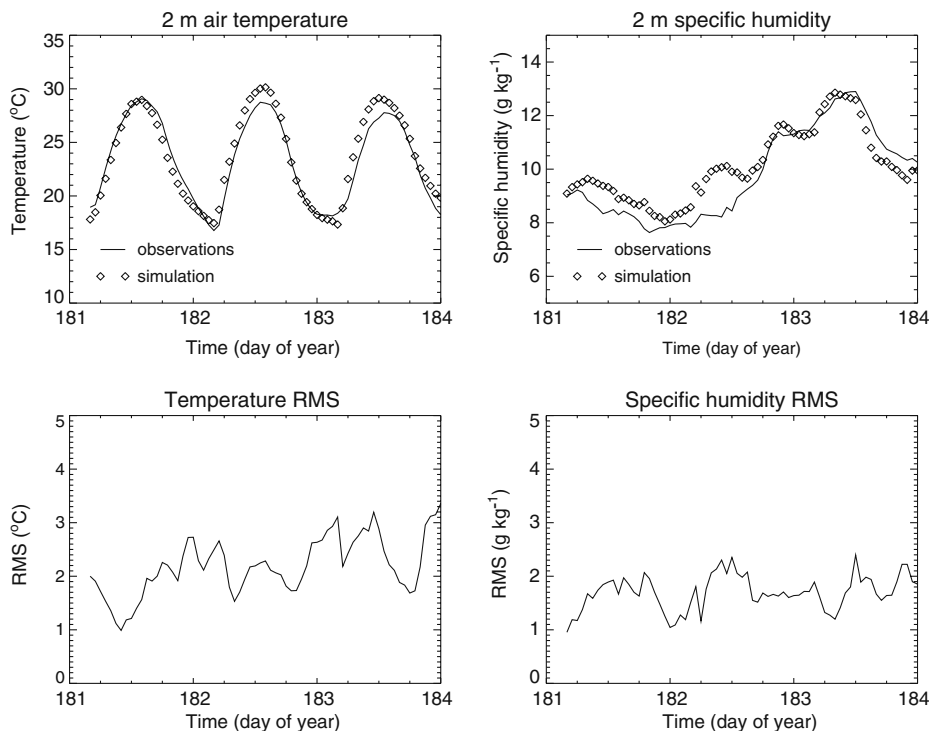 2 m air temperature
35
30
25
20
15
10
Temperature (°C)
observations
simulation
181
182
183
184
Time (day of year)
2 m specific humidity
14
12
10
8
6
Specific humidity (g kg⁻¹)
observations
simulation
181
182
183
184
Time (day of year)
Temperature RMS
5
4
3
2
1
0
RMS (°C)
181
182
183
184
Time (day of year)
Specific humidity RMS
5
4
3
2
1
0
RMS (g kg⁻¹)
181
182
183
184
Time (day of year)